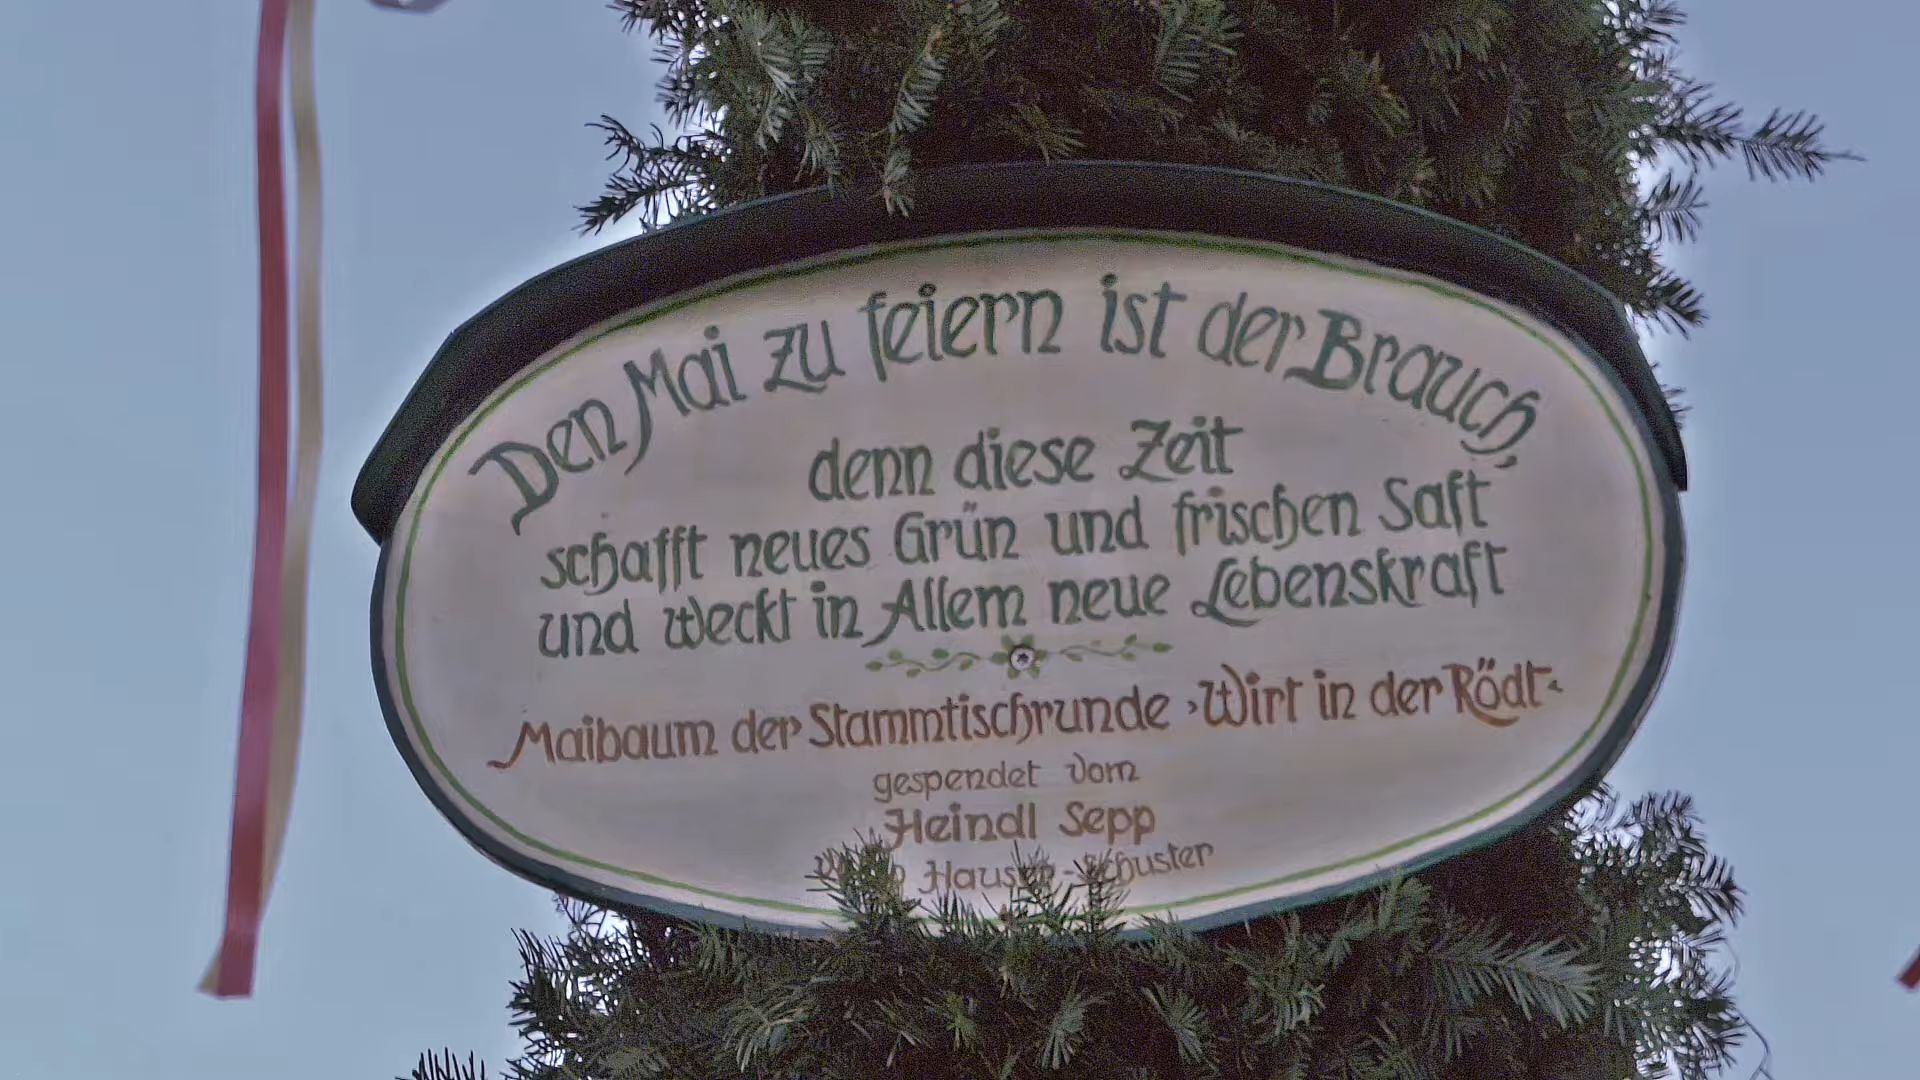 Den Mai zu feiern ist der Brauch,
denn diese Zeit
schafft neues Grün und frischen Saft
und weckt in Allem neue Lebenskraft
Maibaum der Stammtischrunde ›Wirt in der Rödt‹
gespendet vom
Heindl Sepp
Hauser-Schuster